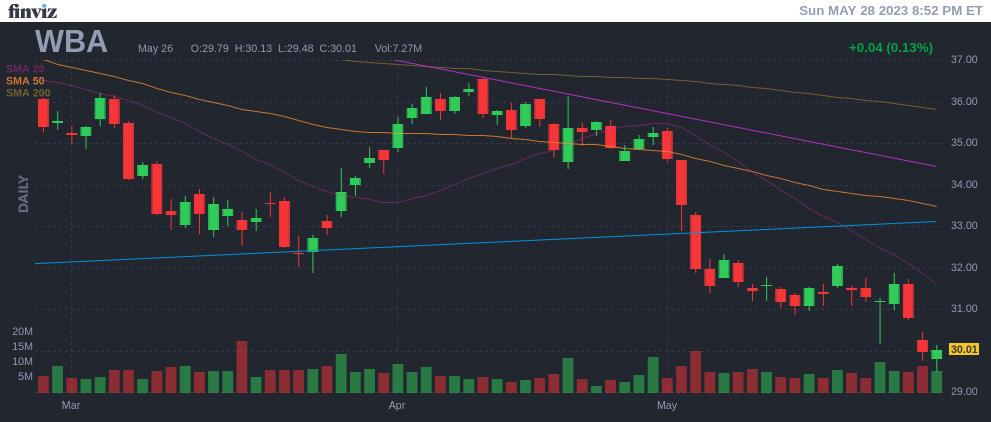 finviz
Sun MAY 28 2023 8:52 PM ET
WBA
May 26 O:29.79 H:30.13 L:29.48 C:30.01 Vol:7.27M
+0.04 (0.13%)
SMA 20
SMA 50
SMA 200
DAILY
37.00
36.00
35.00
34.00
33.00
32.00
31.00
30.01
29.00
20M
15M
10M
5M
Mar
Apr
May